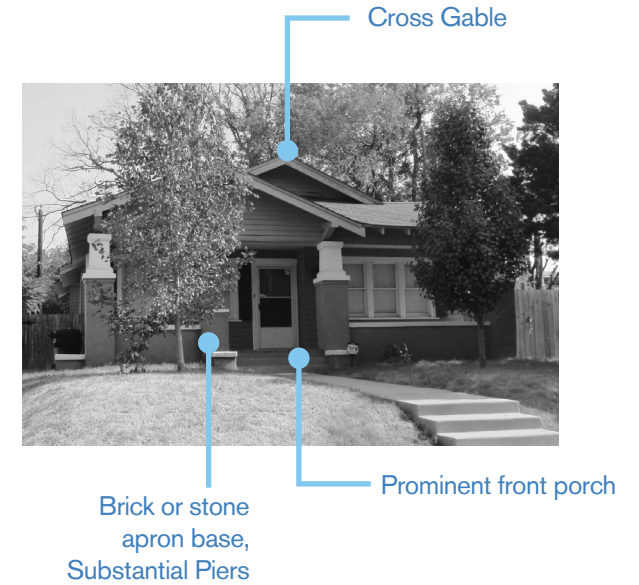 Cross Gable
Prominent front porch
Brick or stone
apron base,
Substantial Piers